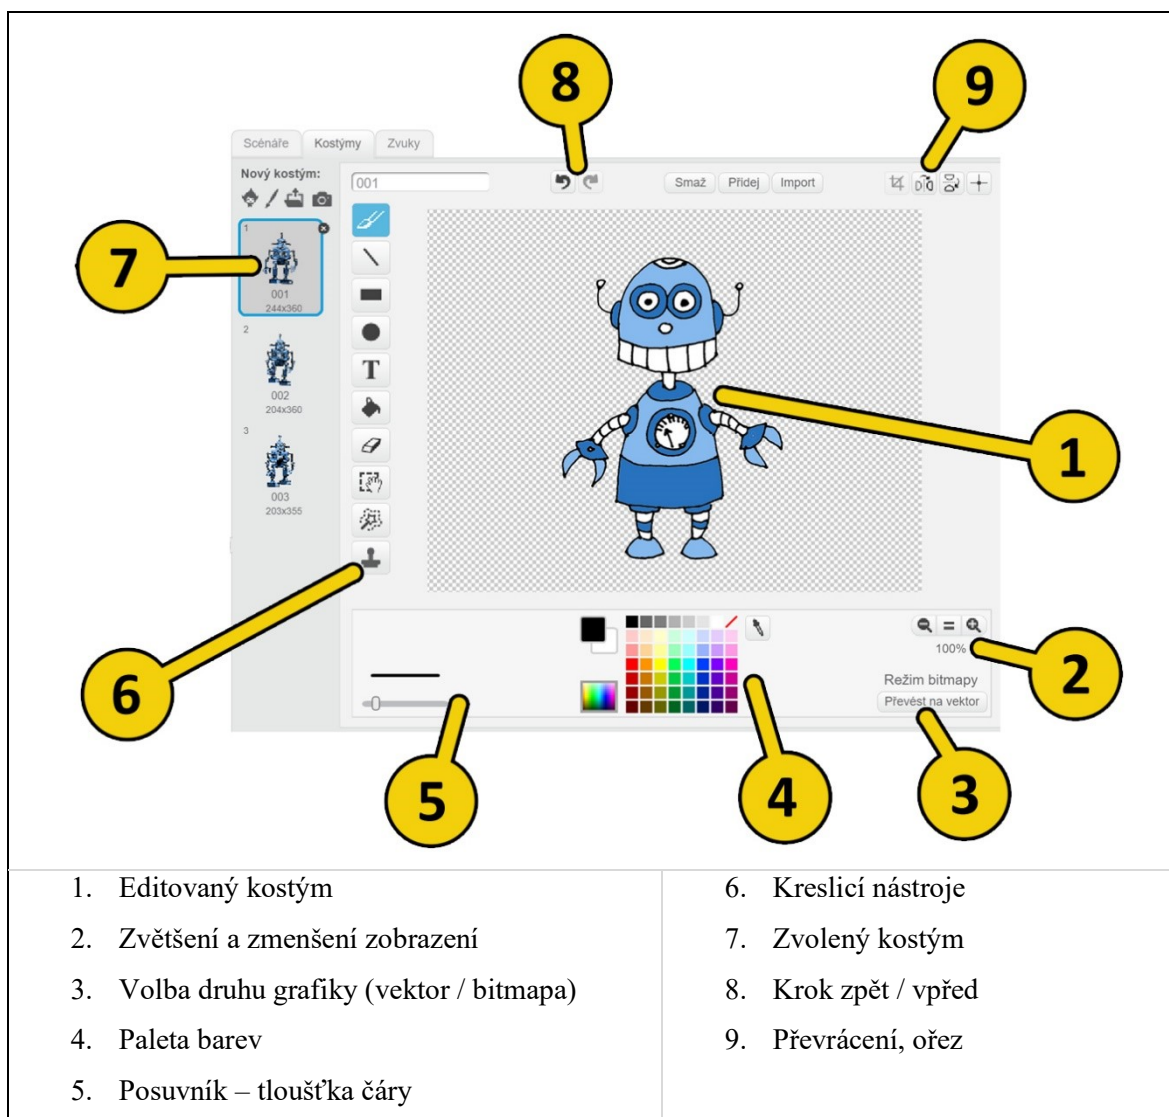 8
9
Scénáře Kostýmy Zvuky
Nový kostým:
001
Smaž Přidej Import
1
7
001
244x360
2
T
002
204x360
3
1
003
203x355
100%
2
6
Režim bitmapy
Převést na vektor
5
4
3
1. Editovaný kostým
2. Zvětšení a zmenšení zobrazení
3. Volba druhu grafiky (vektor / bitmapa)
4. Paleta barev
5. Posuvník – tloušťka čáry
6. Kreslicí nástroje
7. Zvolený kostým
8. Krok zpět / vpřed
9. Převrácení, ořez